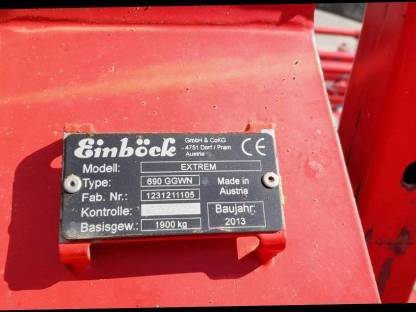 Einböck GmbH & CoKG
- 4751 Dorf / Pram
Austria
CE
Modell: EXTREM
Type: 690 GGWN Made in
Austria
Fab. Nr.: 1231211105
Kontrolle: Baujahr:
2013
Basisgew.: 1900 kg